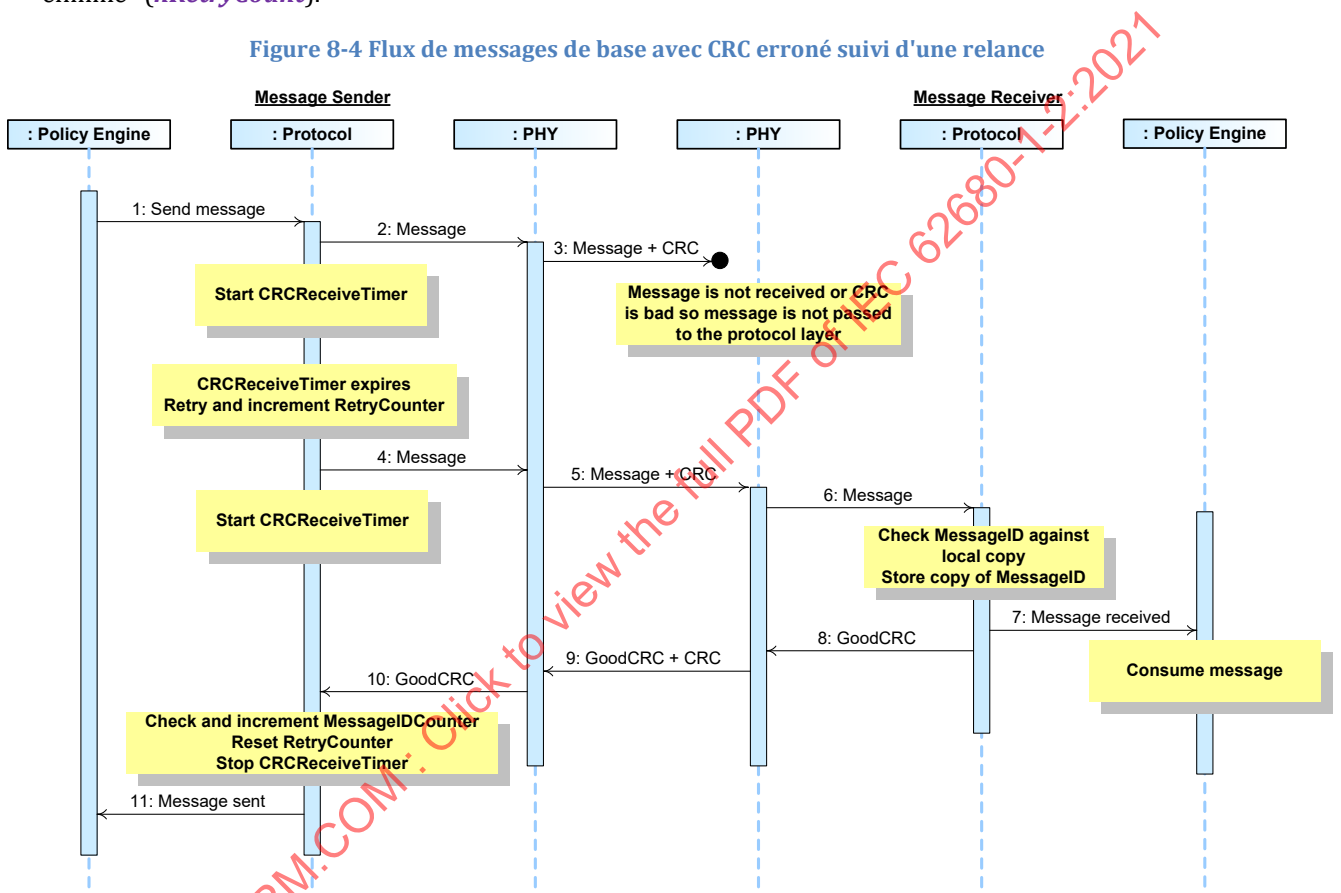 (nRetryCount).
Figure 8-4 Flux de messages de base avec CRC erroné suivi d'une relance
Message Sender
Message Receiver
: Policy Engine
: Protocol
: PHY
: PHY
: Protocol
: Policy Engine
1: Send message
2: Message
3: Message + CRC
Start CRCReceiveTimer
Message is not received or CRC
is bad so message is not passed
to the protocol layer
CRCReceiveTimer expires
Retry and increment RetryCounter
4: Message
5: Message + CRC
6: Message
Start CRCReceiveTimer
Check MessageID against
local copy
Store copy of MessageID
7: Message received
8: GoodCRC
9: GoodCRC + CRC
Consume message
10: GoodCRC
Check and increment MessageIDCounter
Reset RetryCounter
Stop CRCReceiveTimer
11: Message sent
RM.COM : Click to view the full PDF of IEC 62680-1-2:2021